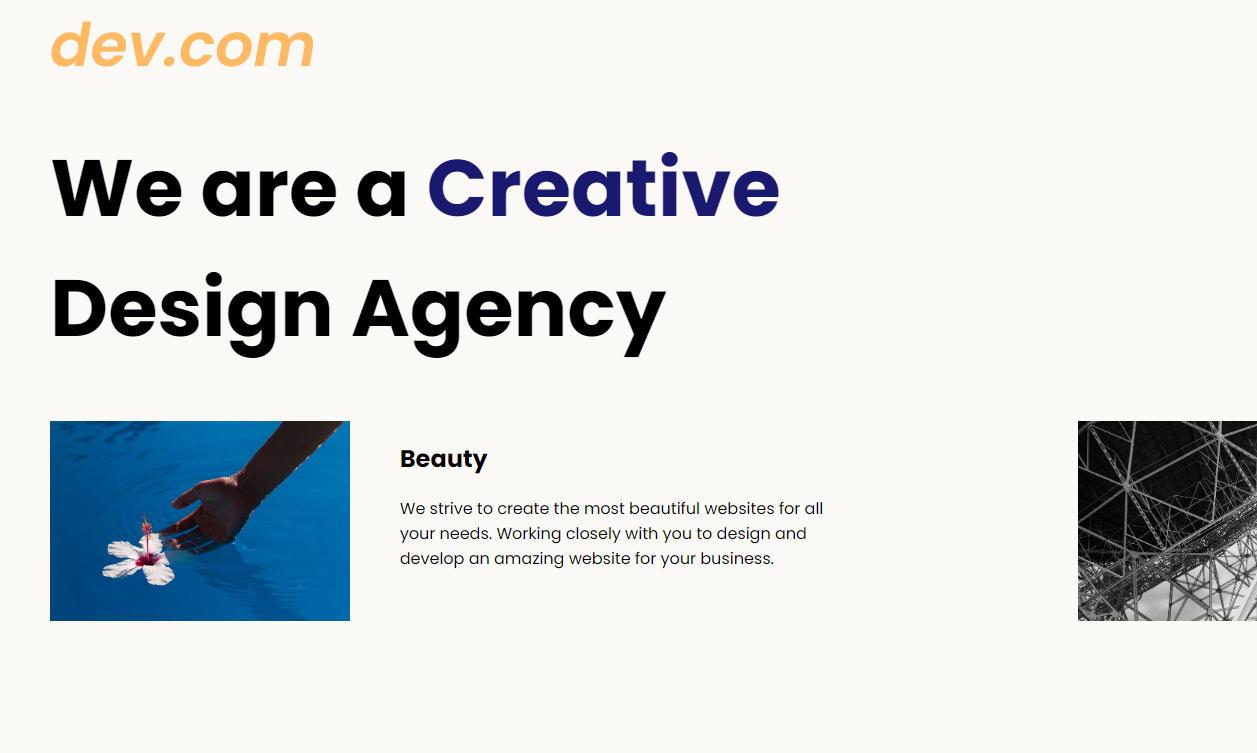 dev.com
We are a Creative
Design Agency
Beauty
We strive to create the most beautiful websites for all
your needs. Working closely with you to design and
develop an amazing website for your business.